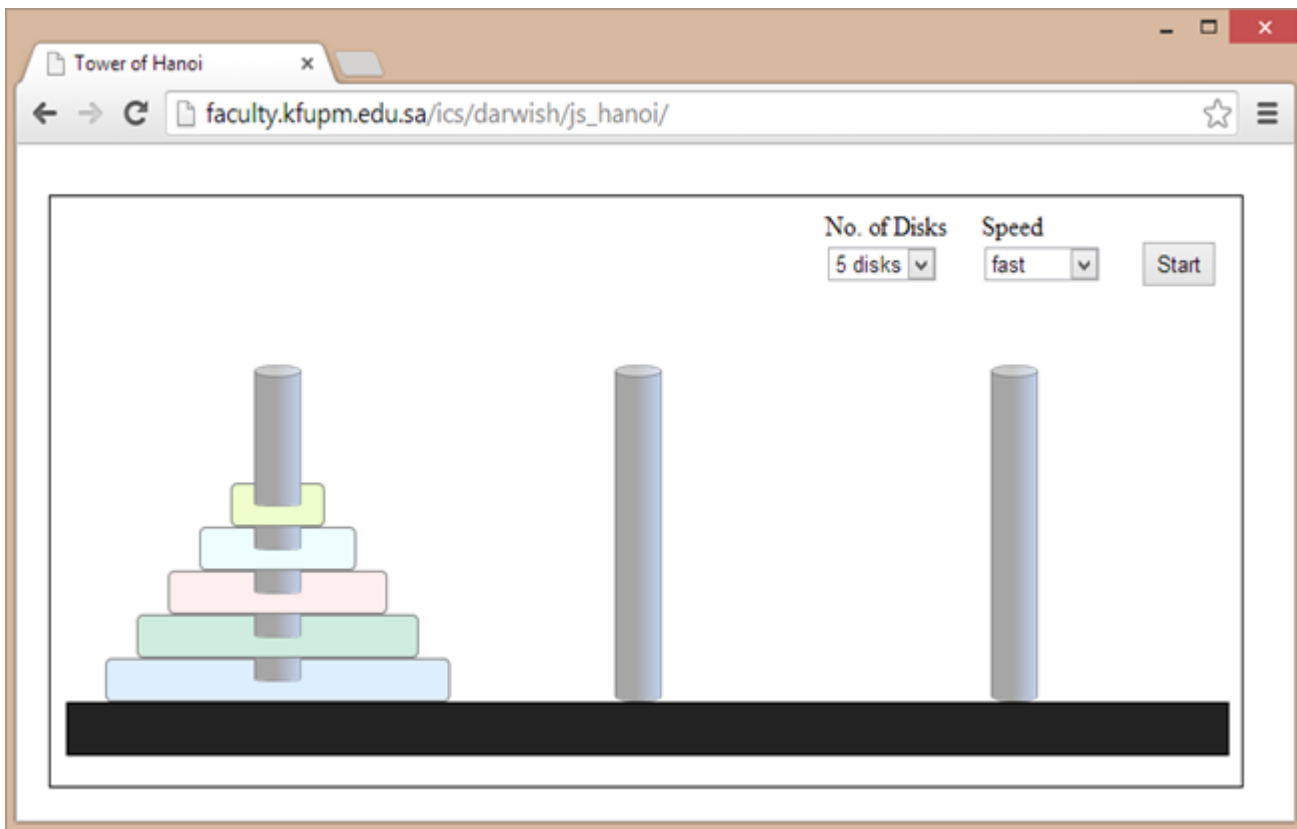 Tower of Hanoi
faculty.kfupm.edu.sa/ics/darwish/js_hanoi/
No. of Disks Speed
5 disks fast Start